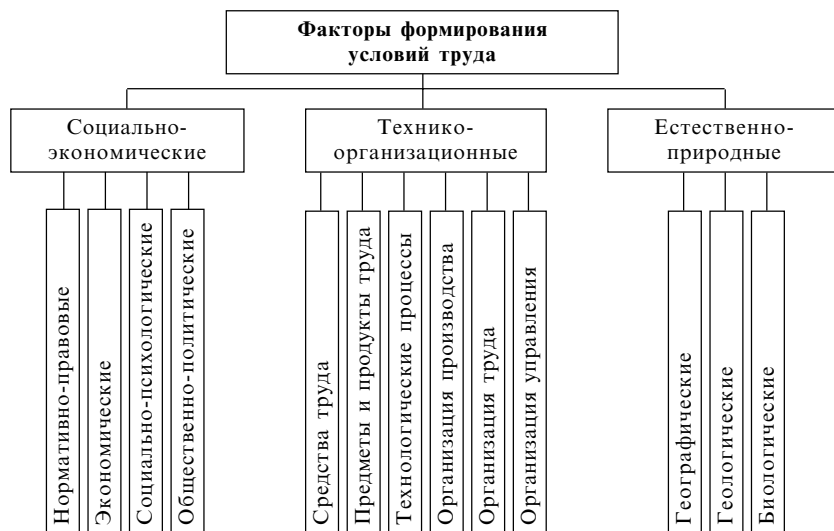 Факторы формирования
условий труда
Социально-
экономические
Технико-
организационные
Естественно-
природные
Нормативно-правовые
Экономические
Социально-психологические
Общественно-политические
Средства труда
Предметы и продукты труда
Технологические процессы
Организация производства
Организация труда
Организация управления
Географические
Геологические
Биологические